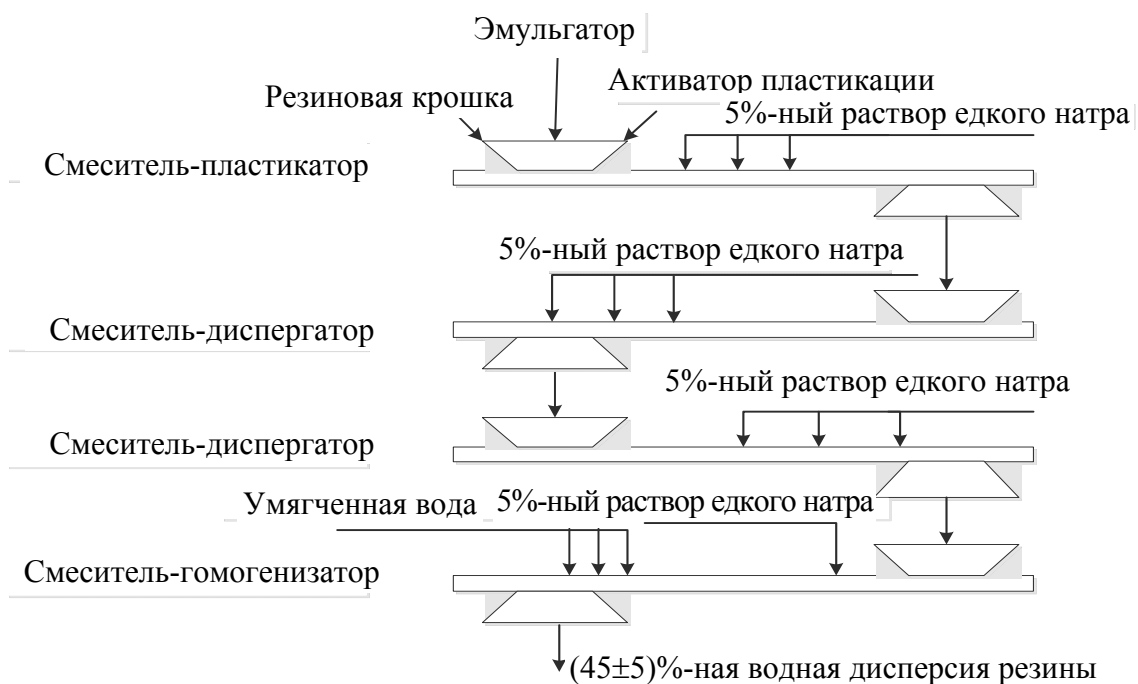 Эмульгатор
Резиновая крошка
Активатор пластикации
5%-ный раствор едкого натра
Смеситель-пластикатор
5%-ный раствор едкого натра
Смеситель-диспергатор
5%-ный раствор едкого натра
Смеситель-диспергатор
Умягченная вода
5%-ный раствор едкого натра
Смеситель-гомогенизатор
(45±5)%-ная водная дисперсия резины